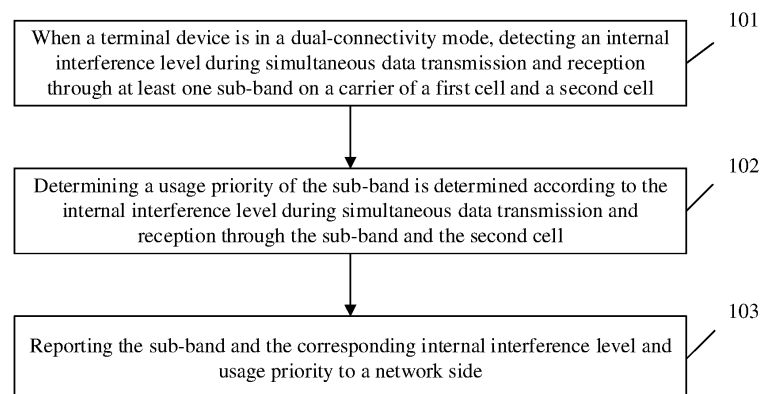 101
When a terminal device is in a dual-connectivity mode, detecting an internal
interference level during simultaneous data transmission and reception
through at least one sub-band on a carrier of a first cell and a second cell
102
Determining a usage priority of the sub-band is determined according to the
internal interference level during simultaneous data transmission and
reception through the sub-band and the second cell
103
Reporting the sub-band and the corresponding internal interference level and
usage priority to a network side